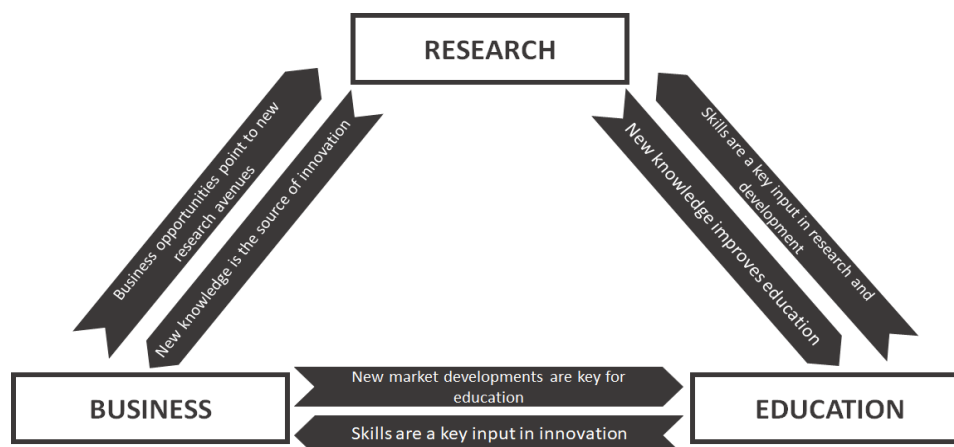 RESEARCH
Business opportunities point to new
research avenues
New knowledge is the source of innovation
New knowledge improves education
Skills are a key input in research and
development
BUSINESS
New market developments are key for
education
Skills are a key input in innovation
EDUCATION